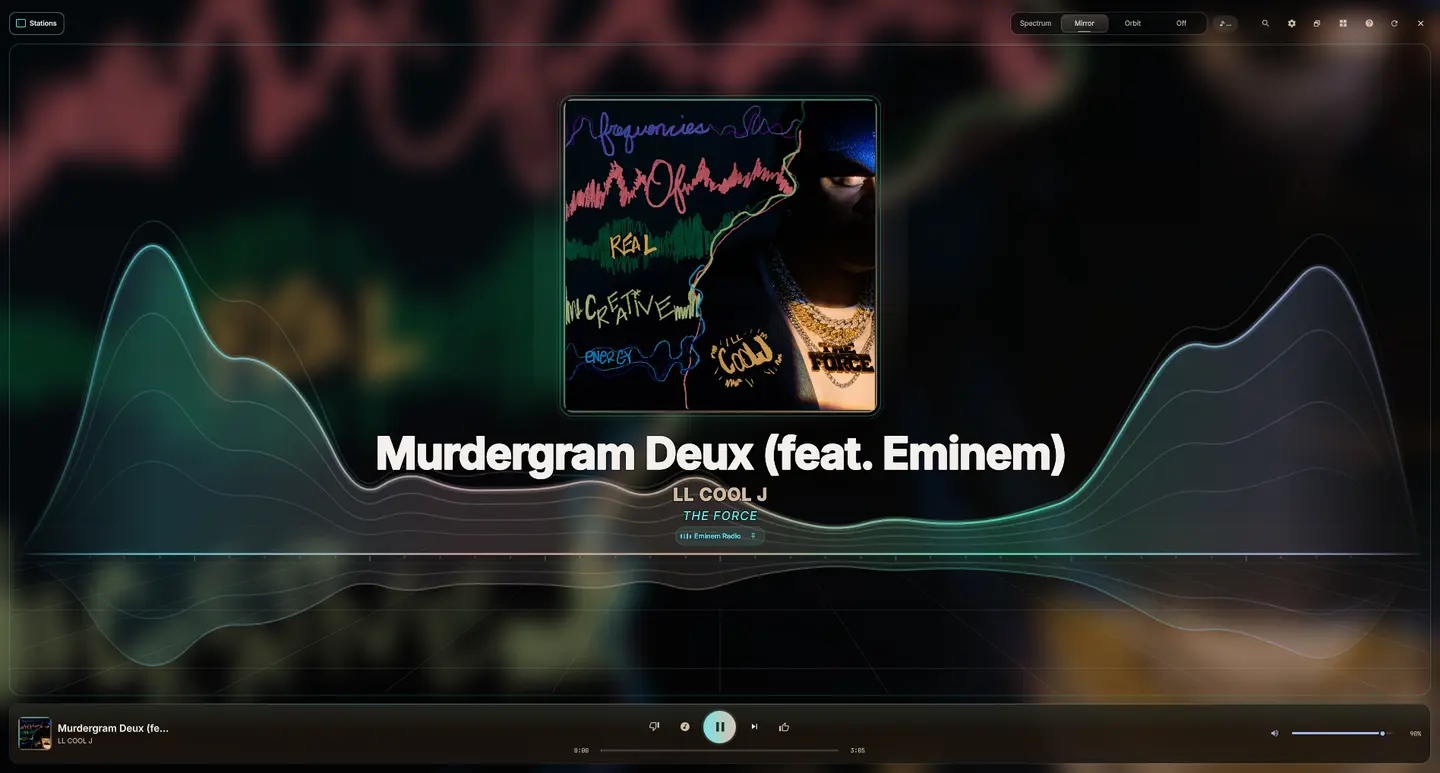 Stations
Spectrum Mirror Orbit Off
frequencies
Of
REAL
CREATIVE
ENERGY
LL
COOL J
THE
FORCE
Murdergram Deux (feat. Eminem)
LL COOL J
THE FORCE
Eminem Radio
Murdergram Deux (fe...
LL COOL J
0:00 3:05
90%